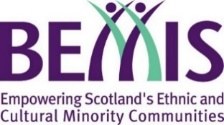 BEMIS
Empowering Scotland's Ethnic and
Cultural Minority Communities